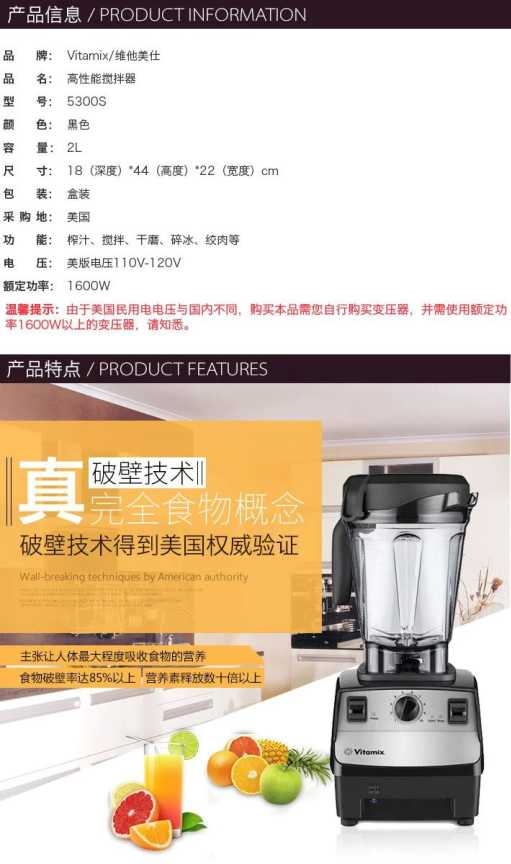 产品信息 / PRODUCT INFORMATION
品 牌： Vitamix/维他美仕
品 名： 高性能搅拌器
型 号： 5300S
颜 色： 黑色
容 量： 2L
尺 寸： 18（深度）*44（高度）*22（宽度）cm
包 装： 盒装
采 购 地： 美国
功 能： 榨汁、搅拌、干磨、碎冰、绞肉等
电 压： 美版电压110V-120V
额定功率： 1600W
温馨提示：由于美国民用电电压与国内不同，购买本品需您自行购买变压器，并需使用额定功
率1600W以上的变压器，请知悉。
产品特点 / PRODUCT FEATURES
真 破壁技术
完全食物概念
破壁技术得到美国权威验证
Wall-breaking techniques by American authority
主张让人体最大程度吸收食物的营养
食物破壁率达85%以上 营养素释放数十倍以上
Vitamix